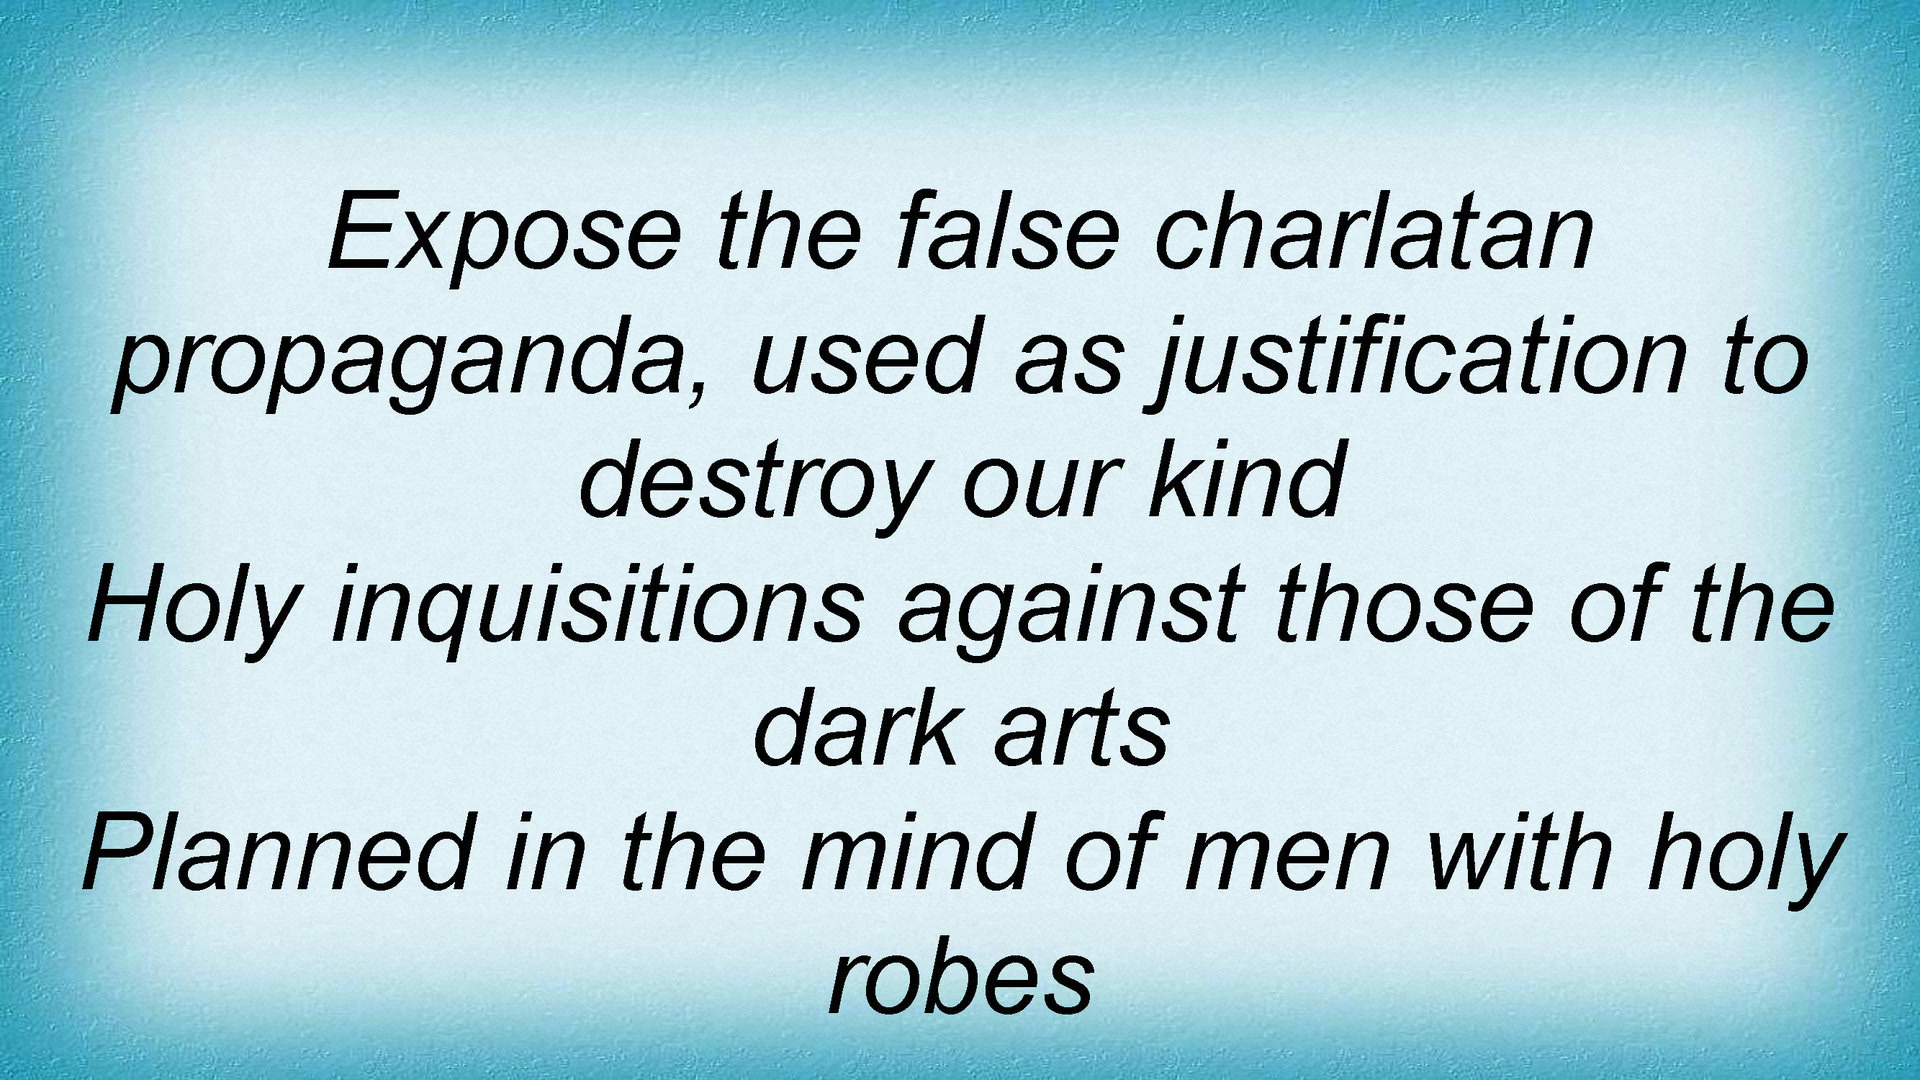 Expose the false charlatan
propaganda, used as justification to
destroy our kind
Holy inquisitions against those of the
dark arts
Planned in the mind of men with holy
robes